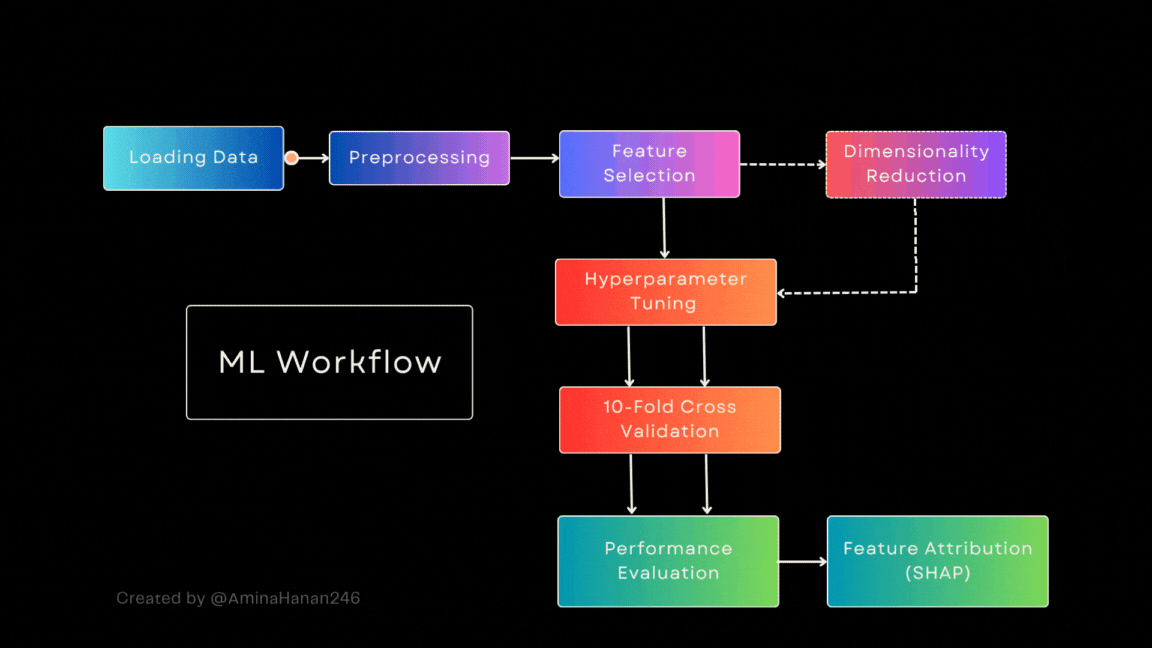 Loading Data
Preprocessing
Feature
Selection
Dimensionality
Reduction
Hyperparameter
Tuning
ML Workflow
10-Fold Cross
Validation
Performance
Evaluation
Feature Attribution
(SHAP)
Created by @AminaHanan246